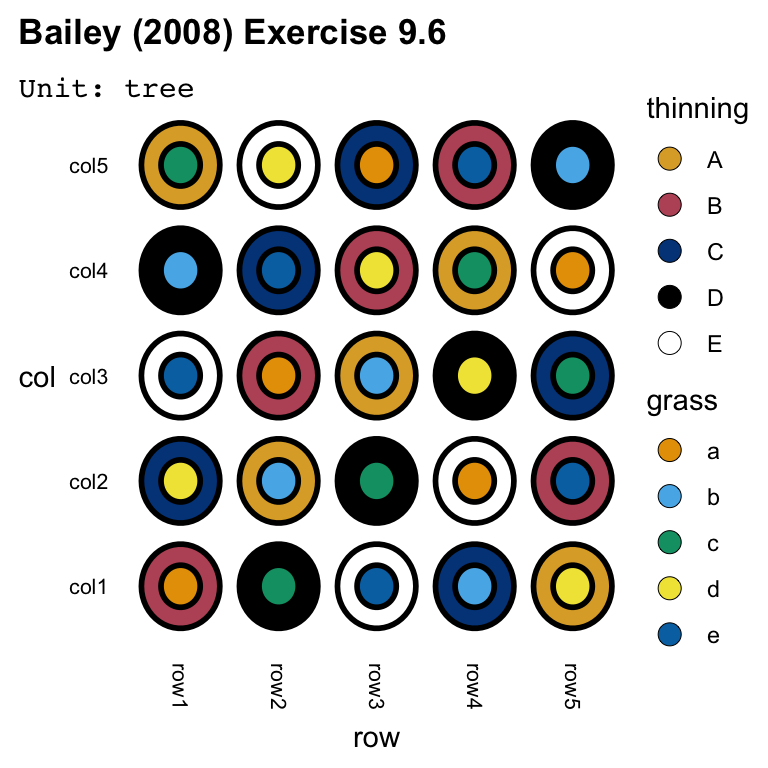 Bailey (2008) Exercise 9.6
Unit: tree
col5
col4
col col3
col2
col1
row1 row2 row3 row4 row5
row
thinning
A
B
C
D
E
grass
a
b
c
d
e